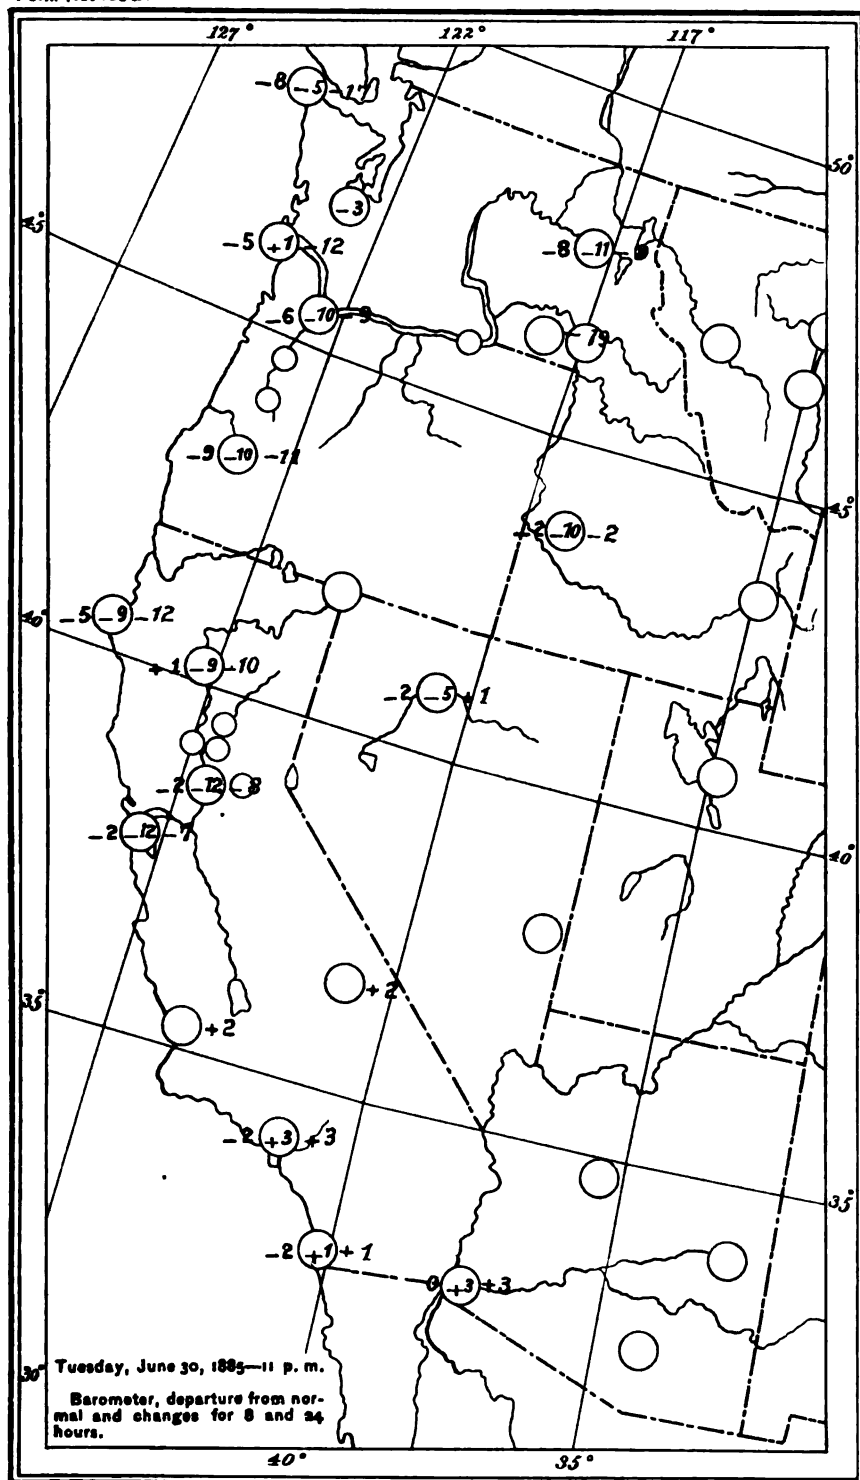 127° 122° 117°
-8 -5 -17
50°
-3
45°
-5 +1 -12
-8 -11
-6 -10 -9
-19
-9 -10 -11
45°
-2 -10 -2
40°
-5 -9 -12
+1 -9 -10
-2 -5 +1
-2 -12 -8
-2 -12 -7
40°
+2
35°
+2
-2 +3 +3
35°
-2 +1 +1
0 +3 +3
30°
Tuesday, June 30, 1885—11 p. m.
Barometer, departure from nor-
mal and changes for 8 and 24
hours.
40° 35°